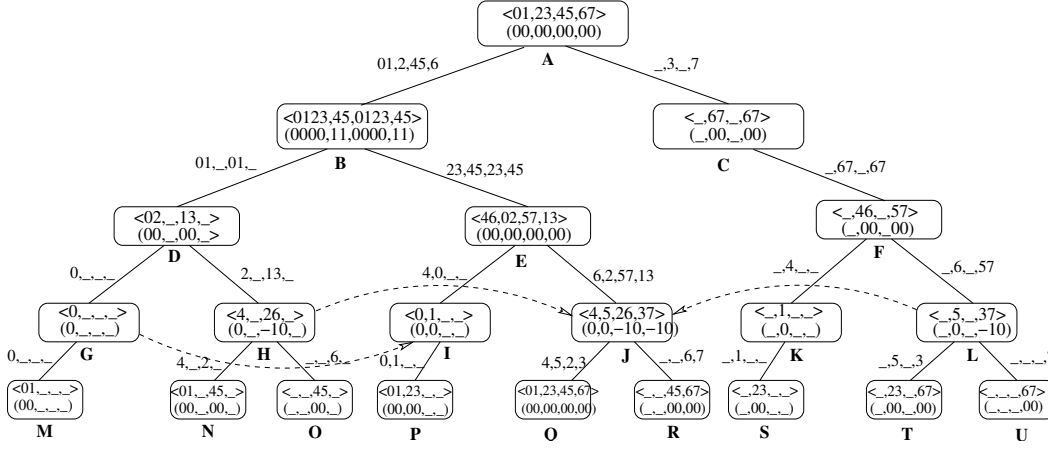 <01,23,45,67>
(00,00,00,00)
A
01,2,45,6
_,3,_,7
<0123,45,0123,45>
(0000,11,0000,11)
B
<_,67,_,67>
(_,00,_,00)
C
01,_,01,_
23,45,23,45
_,67,_,67
<02,_,13,_>
(00,_,00,_>
D
<46,02,57,13>
(00,00,00,00)
E
<_,46,_,57>
(_,00,_00)
F
0,_,_,_
2,_,13,_
4,0,_,_
6,2,57,13
_,4,_,_
_,6,_,57
<0,_,_,_>
(0,_,_,_)
G
<4,_,26,_>
(0,_,−10,_)
H
<0,1,_,_>
(0,0,_,_)
I
<4,5,26,37>
(0,0,−10,−10)
J
<_,1,_,_>
(_,0,_,_)
K
<_,5,_,37>
(_,0,_,−10)
L
0,_,_,_
4,_,2,_
_,_,6,_
0,1,_,_
4,5,2,3
_,_,6,7
_,1,_,_
_,5,_,3
<01,_,_,_>
(00,_,_,_)
M
<01,_,45,_>
(00,_,00,_)
N
<_,_,45,_>
(_,_,00,_)
O
<01,23,_,_>
(00,00,_,_)
P
<01,23,45,67>
(00,00,00,00)
Q
<_,_,45,67>
(_,_,00,00)
R
<_,23,_,_>
(_,00,_,_)
S
<_,23,_,67>
(_,00,_,00)
T
<_,_,_,67>
(_,_,_,00)
U